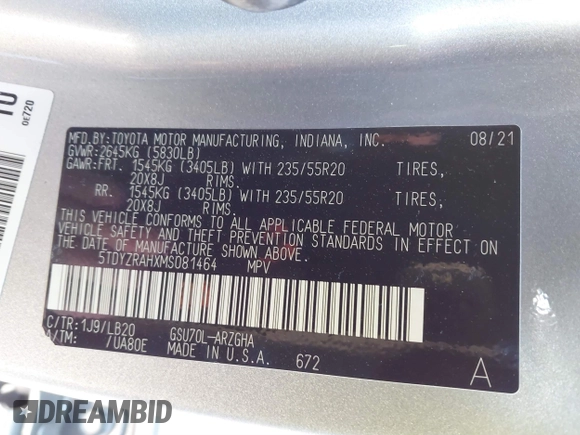 10
0E720
MFD.BY:TOYOTA MOTOR MANUFACTURING, INDIANA, INC. 08/21
GVWR:2645KG (5830LB)
GAWR:FRT. 1545KG (3405LB) WITH 235/55R20 TIRES,
20X8J RIMS.
RR. 1545KG (3405LB) WITH 235/55R20 TIRES,
20X8J RIMS.
THIS VEHICLE CONFORMS TO ALL APPLICABLE FEDERAL MOTOR
VEHICLE SAFETY AND THEFT PREVENTION STANDARDS IN EFFECT ON
THE DATE OF MANUFACTURE SHOWN ABOVE.
5TDYZRAHXMS081464 MPV
C/TR:1J9/LB20 GSU70L-ARZGHA
A/TM: /UA80E MADE IN U.S.A. 672
A
DREAMBID